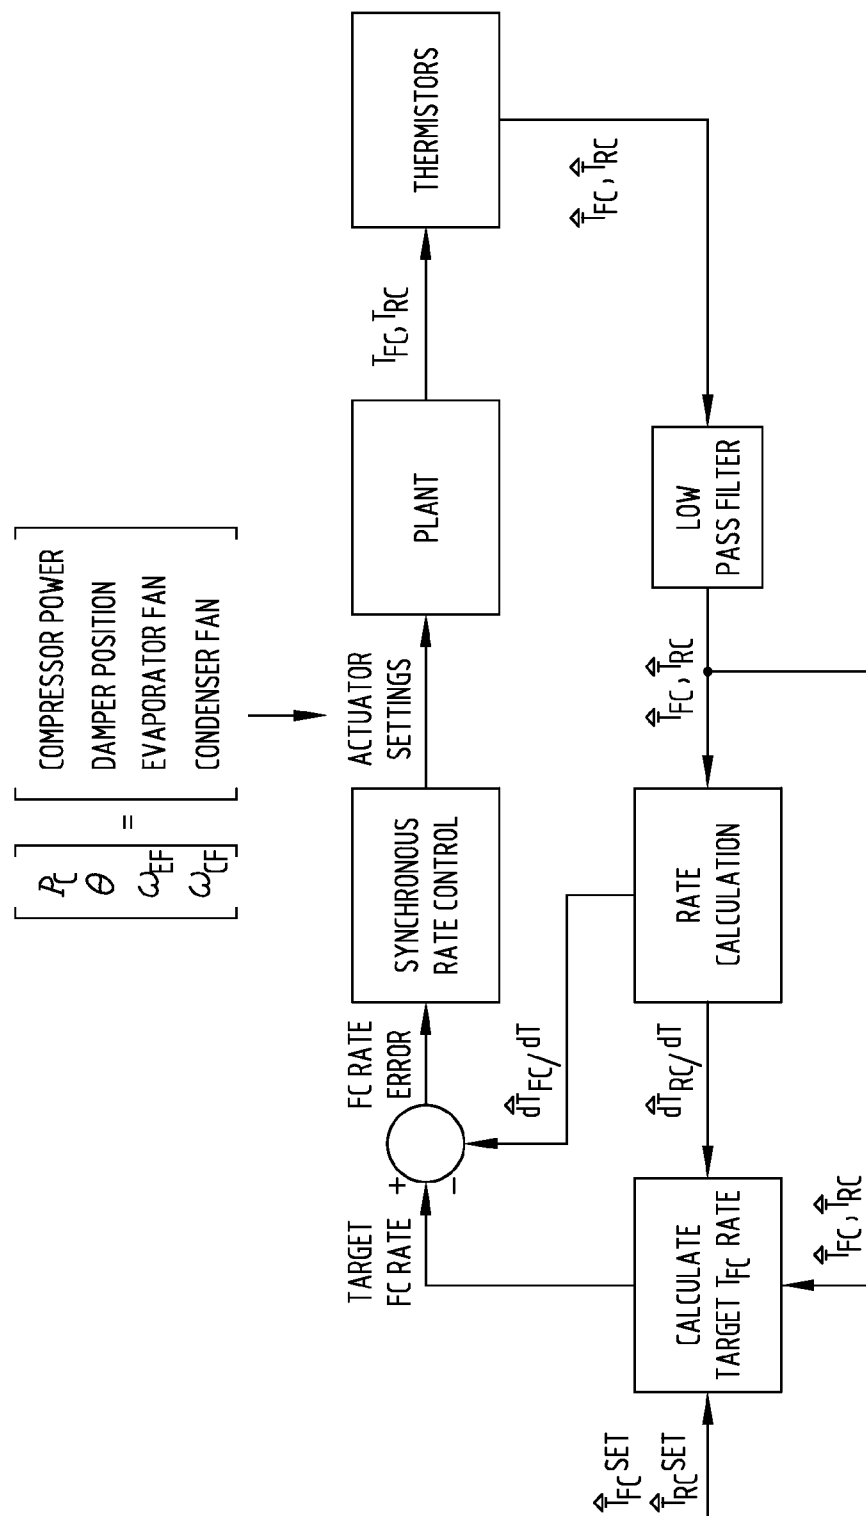 P_C
θ
ω_EF
ω_CF
=
COMPRESSOR POWER
DAMPER POSITION
EVAPORATOR FAN
CONDENSER FAN
TARGET
FC RATE
+
-
FC RATE
ERROR
SYNCHRONOUS
RATE CONTROL
ACTUATOR
SETTINGS
PLANT
T_FC, T_RC
THERMISTORS
T̂_FC, T̂_RC
dT̂_FC/dT
T̂_FC SET
T̂_RC SET
CALCULATE
TARGET T_FC RATE
dT̂_RC/dT
RATE
CALCULATION
T̂_FC, T̂_RC
LOW
PASS FILTER
T̂_FC, T̂_RC